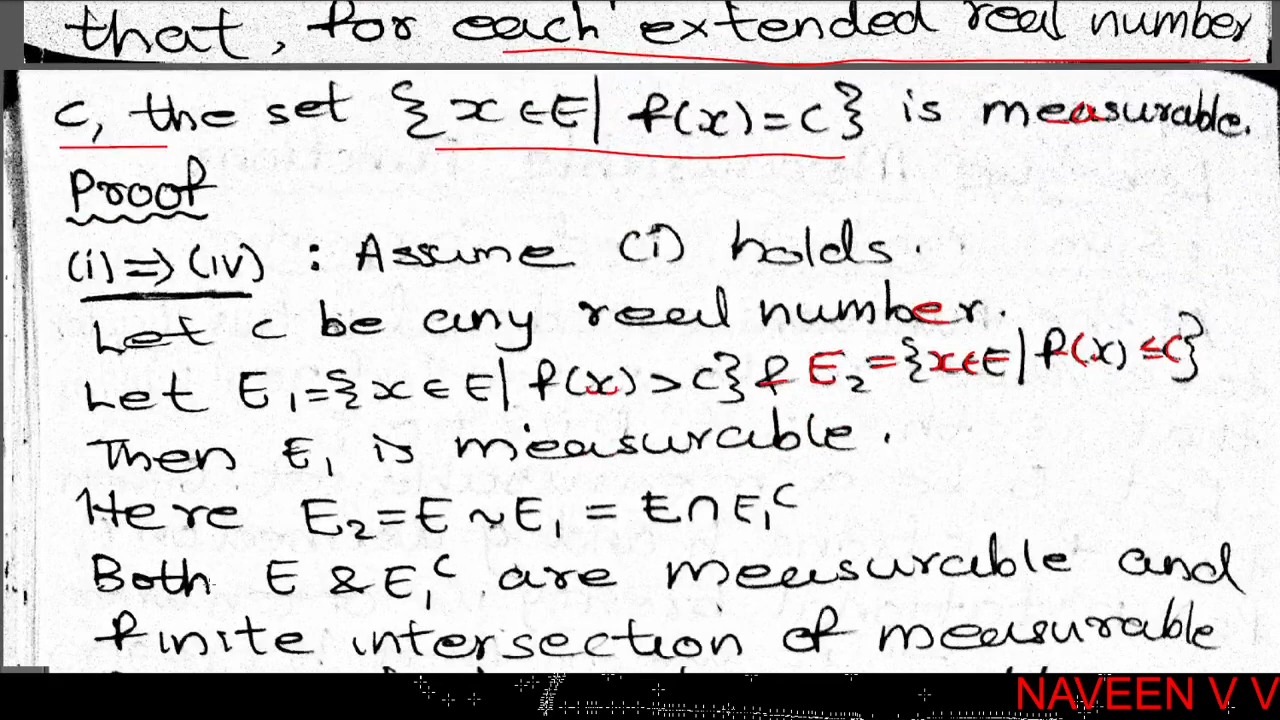 that, for each extended real number
c, the set {x∈E| f(x)=c} is measurable.
Proof
(i)⇒(iv) : Assume (i) holds.
Let c be any real number.
Let E₁={x∈E| f(x)>c} & E₂={x∈E| f(x)≤c}
Then E₁ is measurable.
Here E₂=E~E₁ = E∩E₁ᶜ
Both E & E₁ᶜ are measurable and
finite intersection of measurable
NAVEEN V V